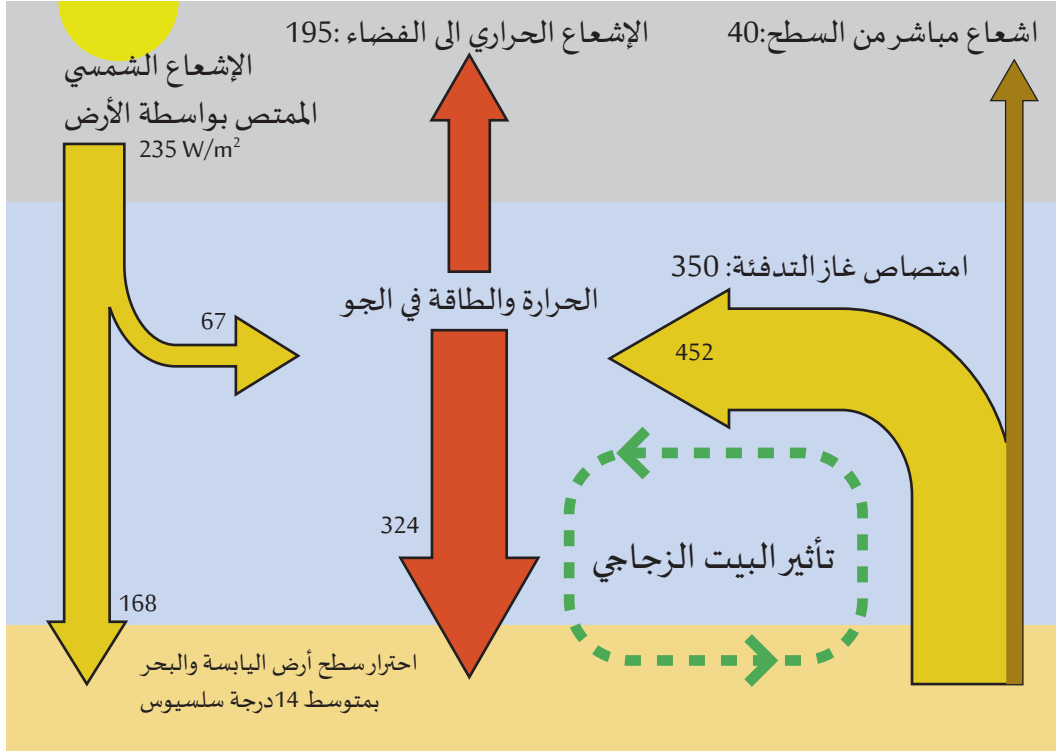 اشعاع مباشر من السطح:40
الإشعاع الحراري الى الفضاء :195
الإشعاع الشمسي
الممتص بواسطة الأرض
235 W/m²
امتصاص غاز التدفئة: 350
الحرارة والطاقة في الجو
67
452
324
تأثير البيت الزجاجي
168
احترار سطح أرض اليابسة والبحر
بمتوسط 14درجة سلسيوس